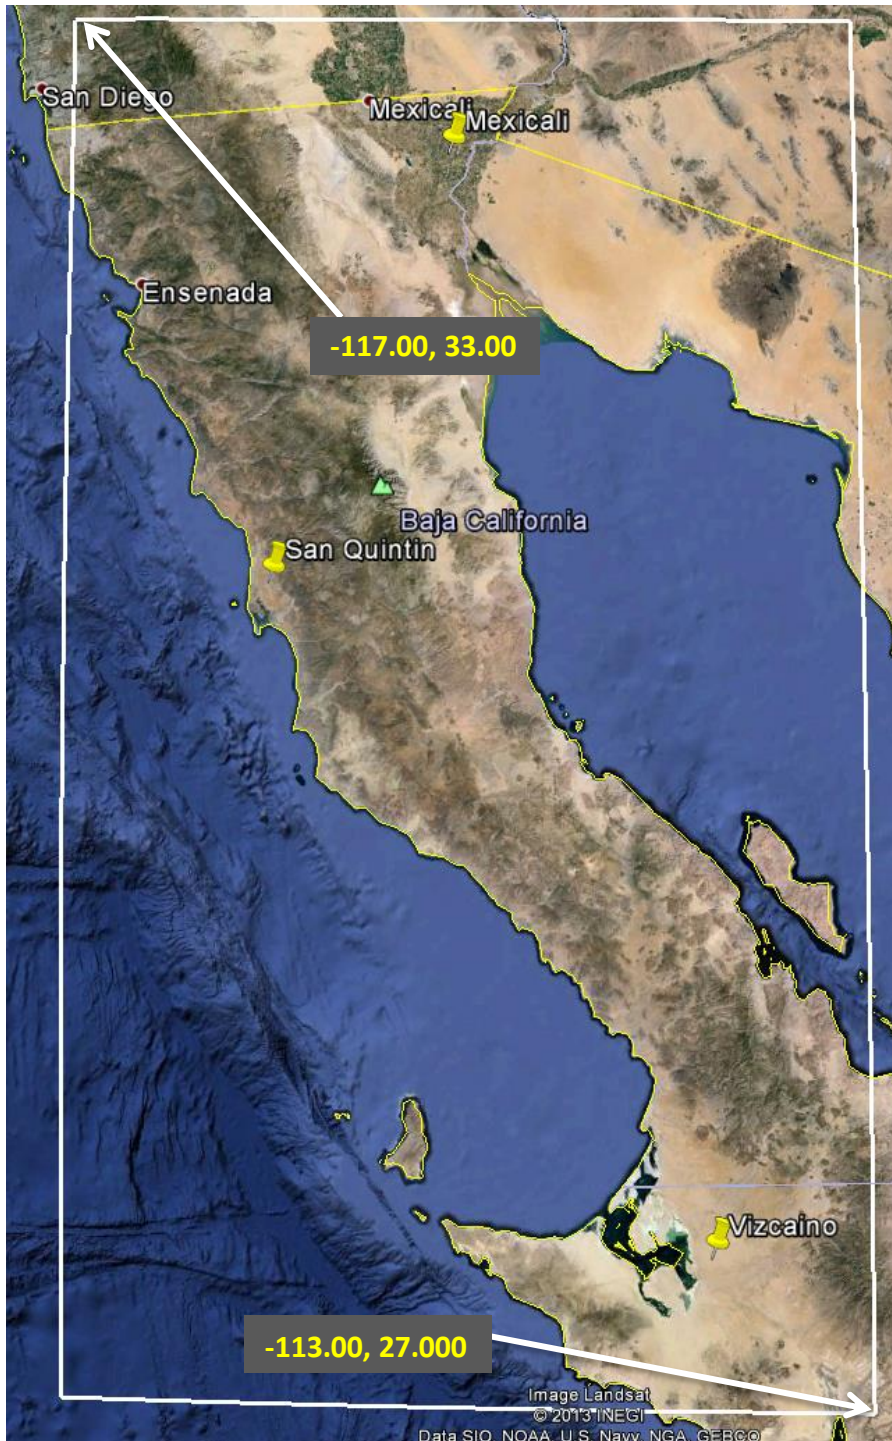 San Diego
Mexicali
Mexicali
Ensenada
-117.00, 33.00
Baja California
San Quintin
Vizcaino
-113.00, 27.000
Image Landsat
© 2013 INEGI
Data SIO, NOAA, U.S. Navy, NGA, GEBCO